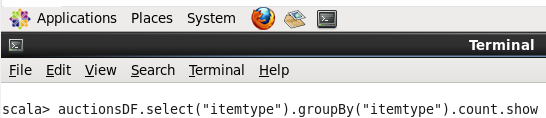 Applications Places System
Terminal
File Edit View Search Terminal Help
scala> auctionsDF.select("itemtype").groupBy("itemtype").count.show